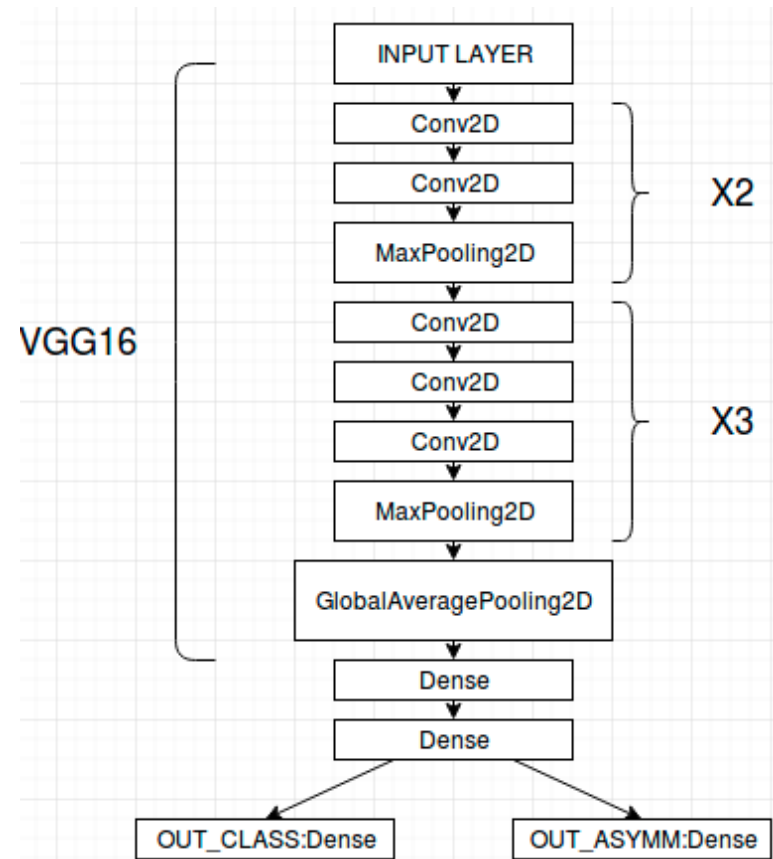 INPUT LAYER
Conv2D
Conv2D
X2
MaxPooling2D
Conv2D
VGG16
Conv2D
X3
Conv2D
MaxPooling2D
GlobalAveragePooling2D
Dense
Dense
OUT_CLASS:Dense
OUT_ASYMM:Dense